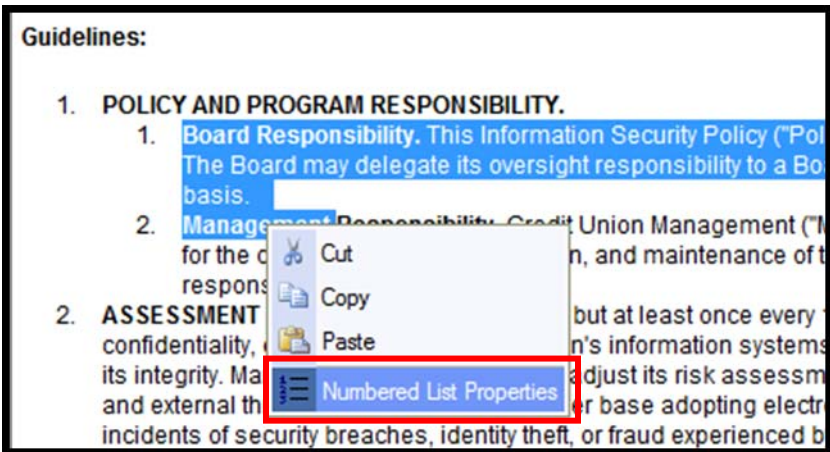 Guidelines:
1. POLICY AND PROGRAM RESPONSIBILITY.
1. Board Responsibility. This Information Security Policy ("Pol
The Board may delegate its oversight responsibility to a Bo
basis.
2. Management Responsibility. Credit Union Management ("M
for the n, and maintenance of t
respons
2. ASSESSMENT but at least once every
confidentiality, n's information systems
its integrity. Ma adjust its risk assessm
and external th er base adopting electr
incidents of security breaches, identity theft, or fraud experienced b
Cut
Copy
Paste
Numbered List Properties